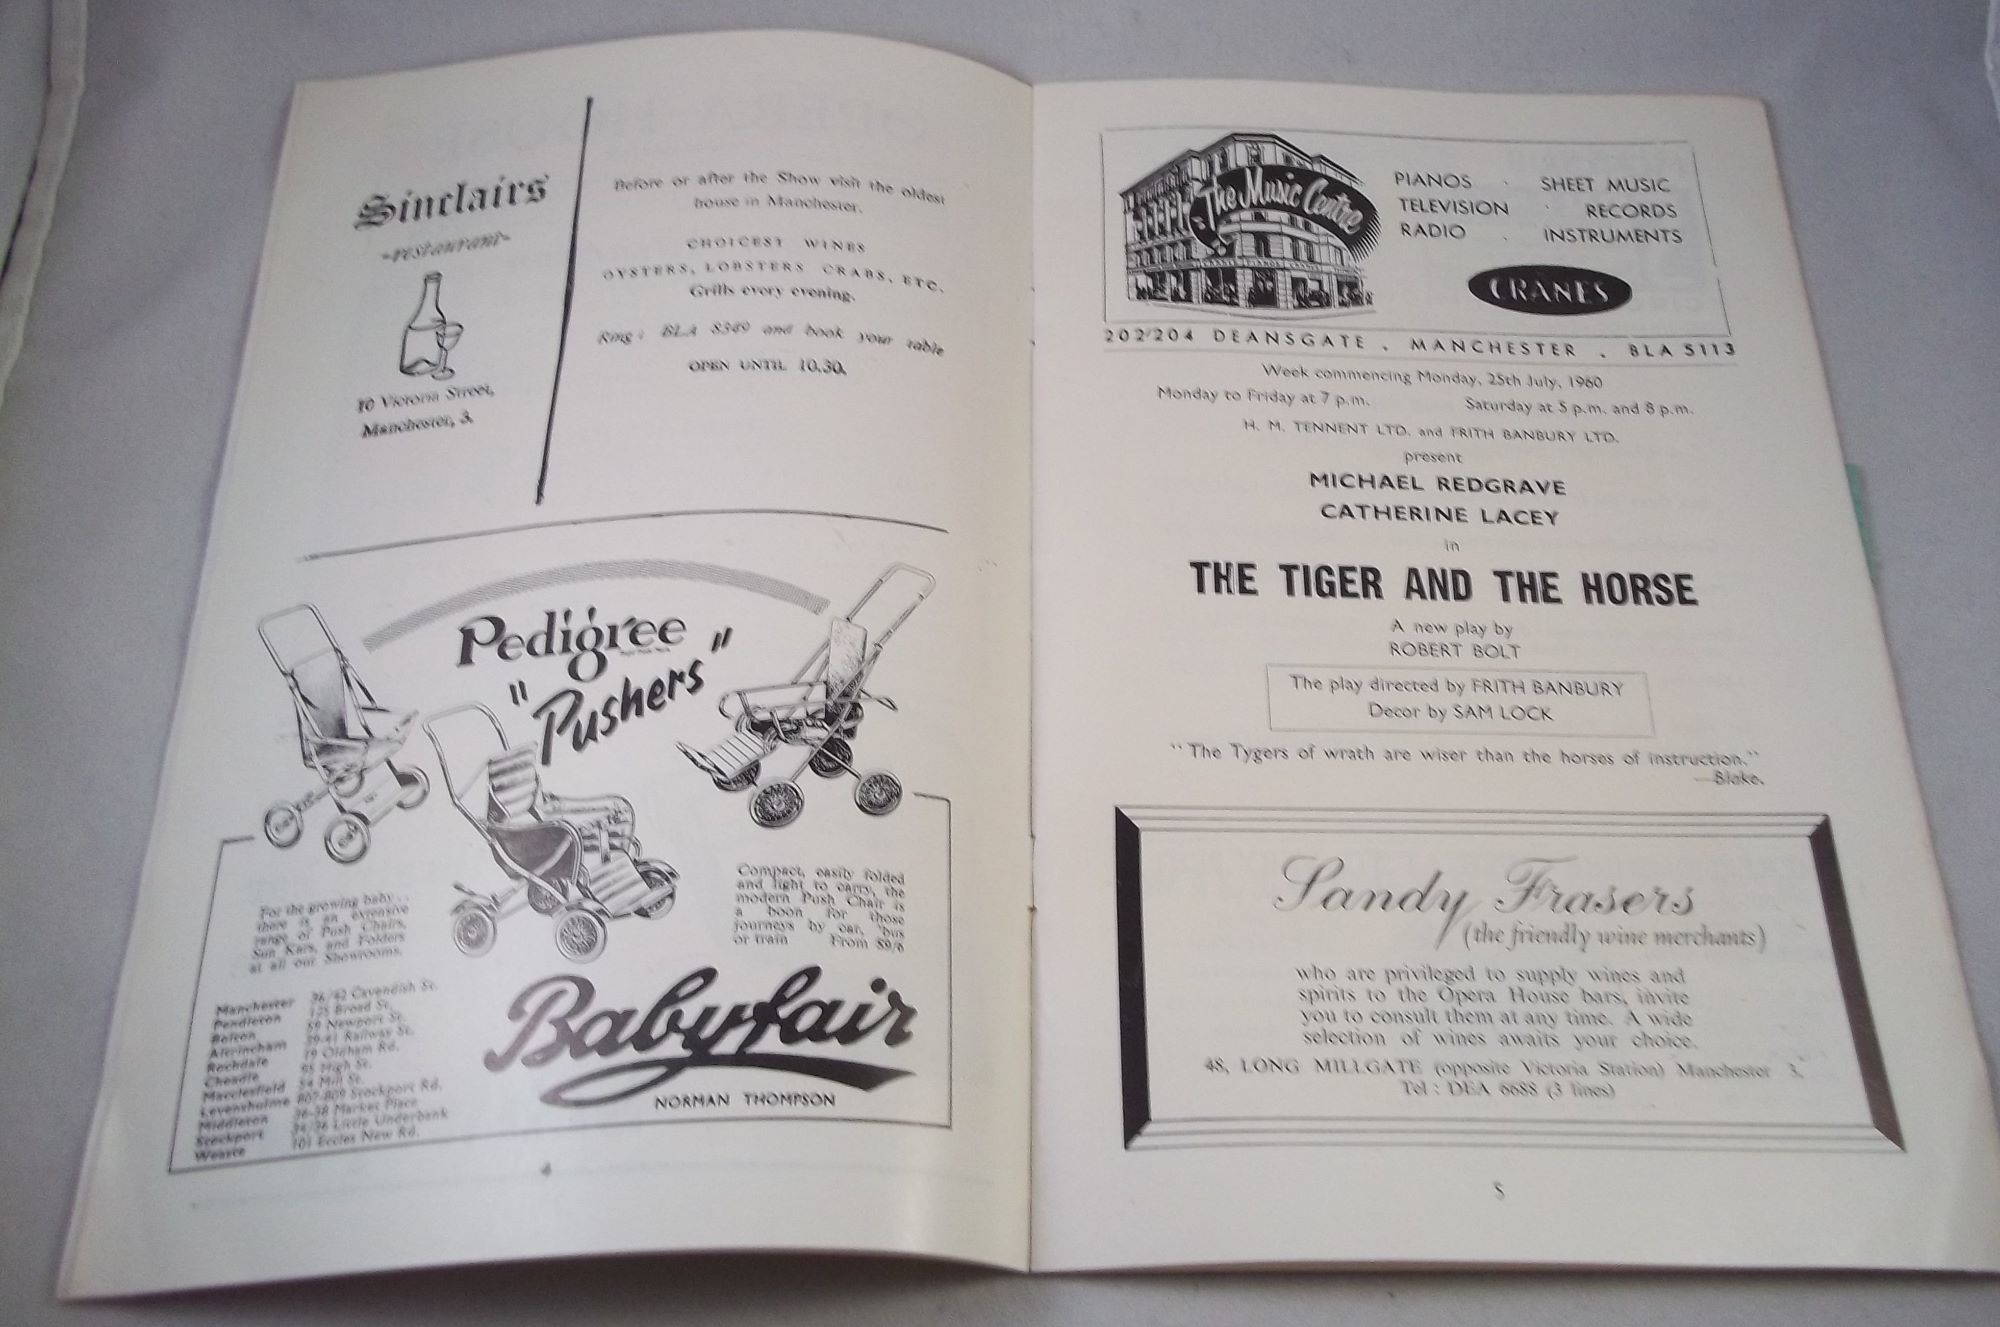 Sinclairs
-restaurant-
10 Victoria Street,
Manchester, 3.
Before or after the Show visit the oldest
house in Manchester.
CHOICEST WINES
OYSTERS, LOBSTERS CRABS, ETC.
Grills every evening.
Ring : BLA 8349 and book your table
OPEN UNTIL 10.30.
Pedigree
"Pushers"
For the growing baby . .
there is an extensive
range of Push Chairs,
Sun Kars, and Folders
at all our Showrooms.
Compact, easily folded
and light to carry, the
modern Push Chair is
a boon for those
journeys by car, 'bus
or train From 89/6
Manchester 36/42 Cavendish St.
Pendleton 125 Broad St.
Bolton 59 Newport St.
Altrincham 39-41 Railway St.
Rochdale 19 Oldham Rd.
Cheadle 95 High St.
Macclesfield 54 Mill St.
Levenshulme 807-809 Stockport Rd.
Middleton 36-38 Market Place
Stockport 34/36 Little Underbank
Weaste 101 Eccles New Rd.
Babyfair
NORMAN THOMPSON
4
The Music Centre
PIANOS . SHEET MUSIC
TELEVISION . RECORDS
RADIO . INSTRUMENTS
CRANES
202/204 DEANSGATE . MANCHESTER . BLA 5113
Week commencing Monday, 25th July, 1960
Monday to Friday at 7 p.m. Saturday at 5 p.m. and 8 p.m.
H. M. TENNENT LTD. and FRITH BANBURY LTD.
present
MICHAEL REDGRAVE
CATHERINE LACEY
in
THE TIGER AND THE HORSE
A new play by
ROBERT BOLT
The play directed by FRITH BANBURY
Decor by SAM LOCK
"The Tygers of wrath are wiser than the horses of instruction."
—Blake.
Sandy Frasers
(the friendly wine merchants)
who are privileged to supply wines and
spirits to the Opera House bars, invite
you to consult them at any time. A wide
selection of wines awaits your choice.
48, LONG MILLGATE (opposite Victoria Station) Manchester 3.
Tel : DEA 6688 (3 lines)
5